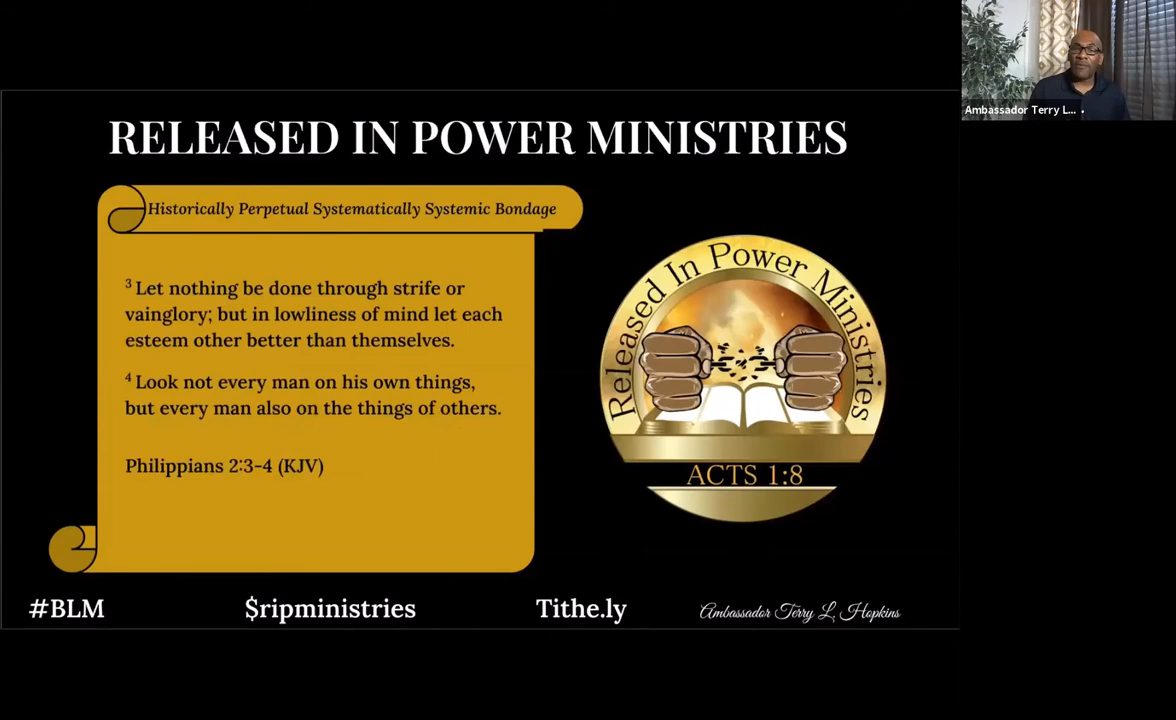 Ambassador Terry L...
RELEASED IN POWER MINISTRIES
Historically Perpetual Systematically Systemic Bondage
3 Let nothing be done through strife or
vainglory; but in lowliness of mind let each
esteem other better than themselves.
4 Look not every man on his own things,
but every man also on the things of others.
Philippians 2:3-4 (KJV)
Released In Power Ministries
ACTS 1:8
#BLM
$ripministries
Tithe.ly
Ambassador Terry L. Hopkins